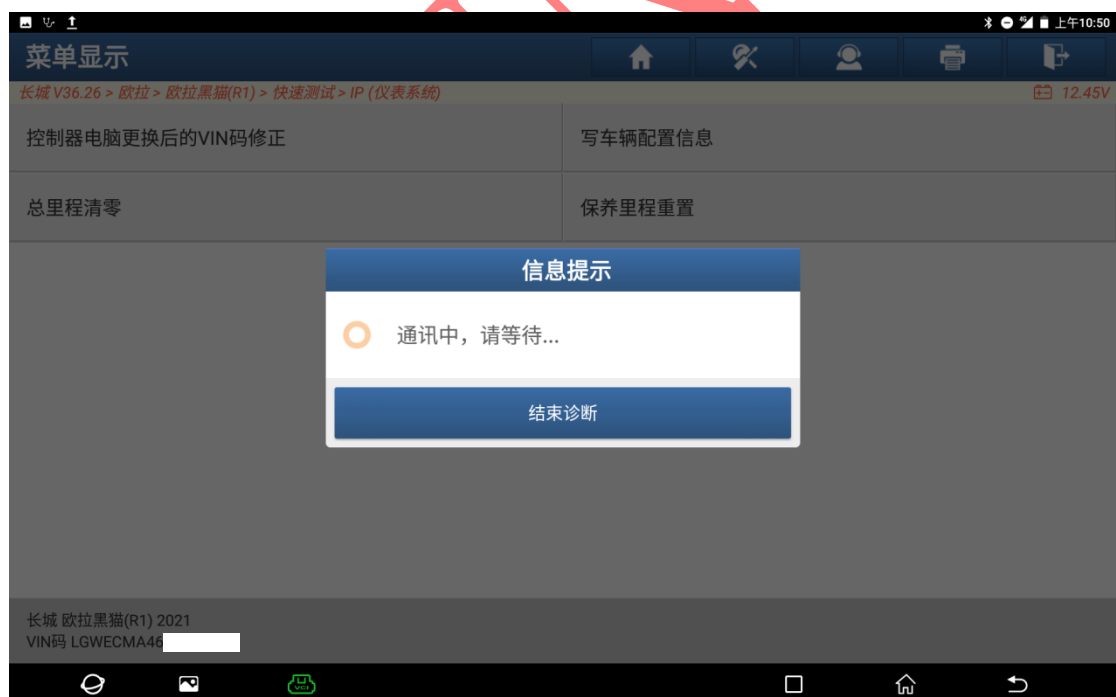 4G 上午10:50
菜单显示
长城 V36.26 > 欧拉 > 欧拉黑猫(R1) > 快速测试 > IP (仪表系统) 12.45V
控制器电脑更换后的VIN码修正 写车辆配置信息
总里程清零 保养里程重置
信息提示
通讯中，请等待...
结束诊断
长城 欧拉黑猫(R1) 2021
VIN码 LGWECMA46
VCI